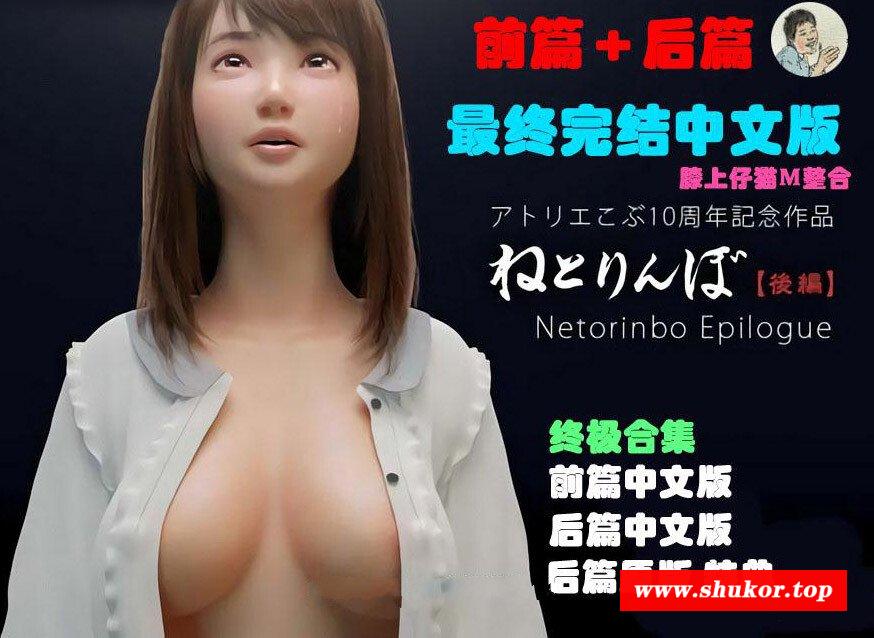 前篇＋后篇
最终完结中文版
膝上仔猫M整合
アトリエこぶ10周年記念作品
ねとりんぼ【後編】
Netorinbo Epilogue
终极合集
前篇中文版
后篇中文版
后篇原版
www.shukor.top